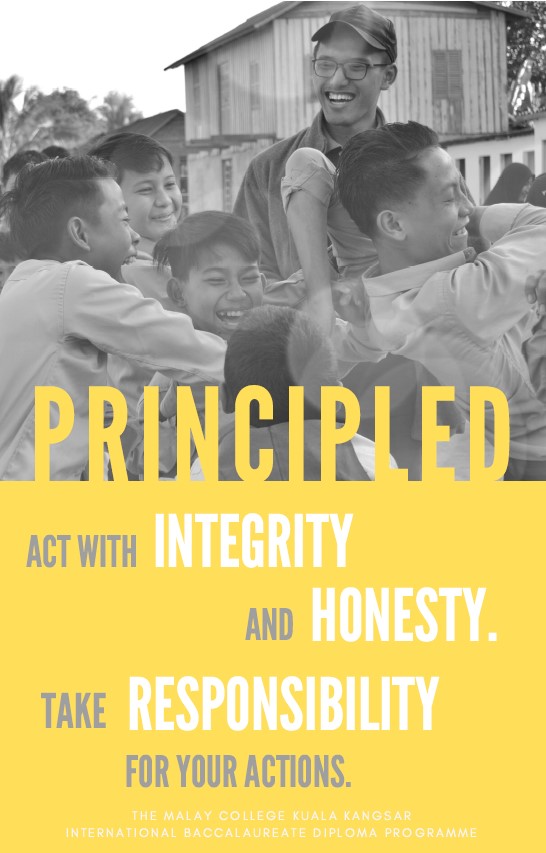 PRINCIPLED
ACT WITH INTEGRITY
AND HONESTY.
TAKE RESPONSIBILITY
FOR YOUR ACTIONS.
THE MALAY COLLEGE KUALA KANGSAR
INTERNATIONAL BACCALAUREATE DIPLOMA PROGRAMME